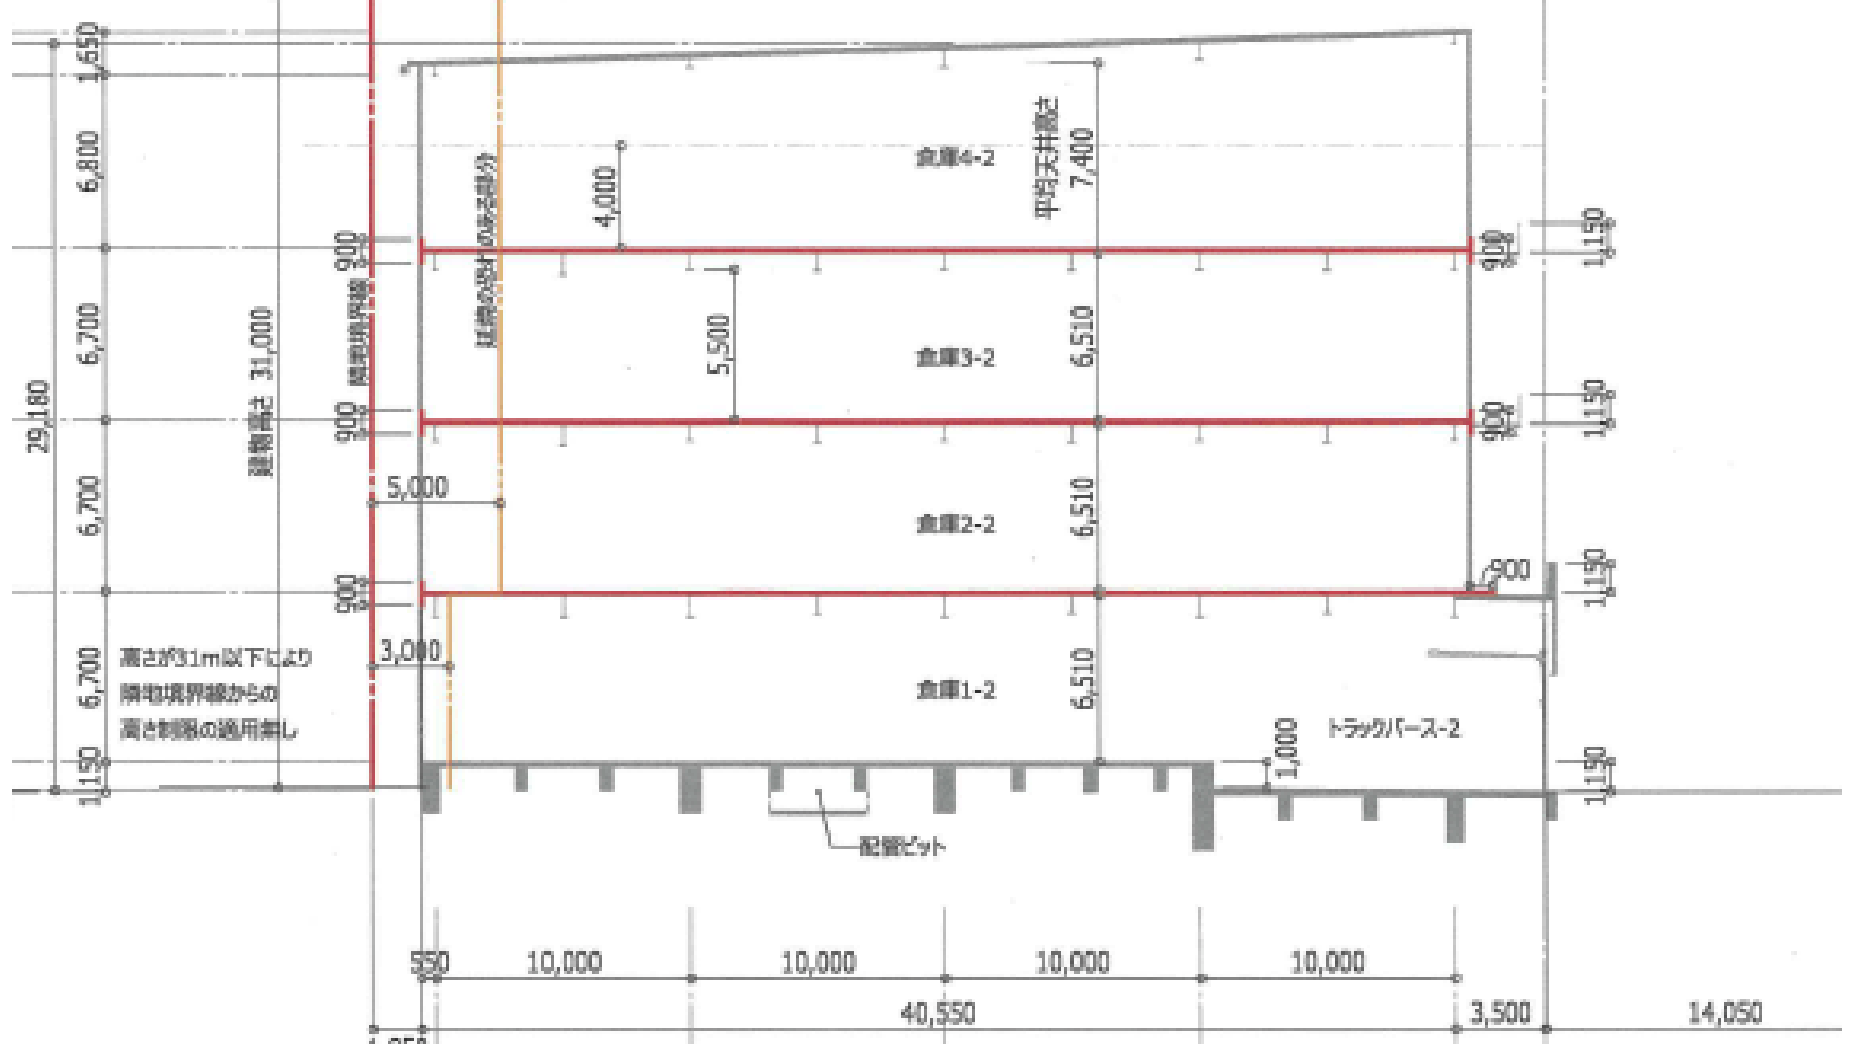 1,650
6,800
6,700
6,700
6,700
1,150
29,180
建物高さ 31,000
隣地境界線
延焼の恐れのある部分
900
900
900
5,000
3,000
高さが31m以下により
隣地境界線からの
高さ制限の適用無し
4,000
5,500
平均天井高さ
7,400
6,510
6,510
6,510
倉庫4-2
倉庫3-2
倉庫2-2
倉庫1-2
トラックバース-2
1,000
配管ピット
900
900
900
1,150
1,150
1,150
1,150
550
10,000
10,000
10,000
10,000
40,550
3,500
14,050